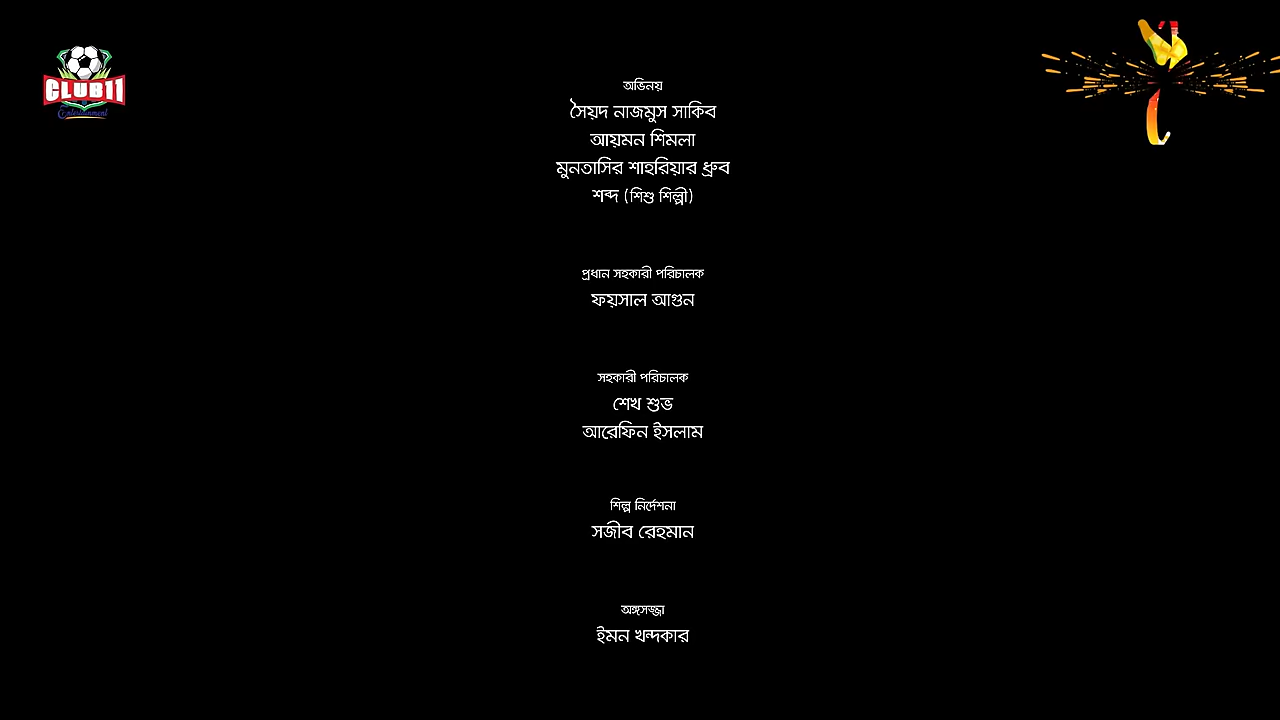 CLUB11
Entertainment
অভিনয়
সৈয়দ নাজমুস সাকিব
আয়মন শিমলা
মুনতাসির শাহরিয়ার ধ্রুব
শব্দ (শিশু শিল্পী)
প্রধান সহকারী পরিচালক
ফয়সাল আগুন
সহকারী পরিচালক
শেখ শুভ
আরেফিন ইসলাম
শিল্প নির্দেশনা
সজীব রেহমান
অঙ্গসজ্জা
ইমন খন্দকার